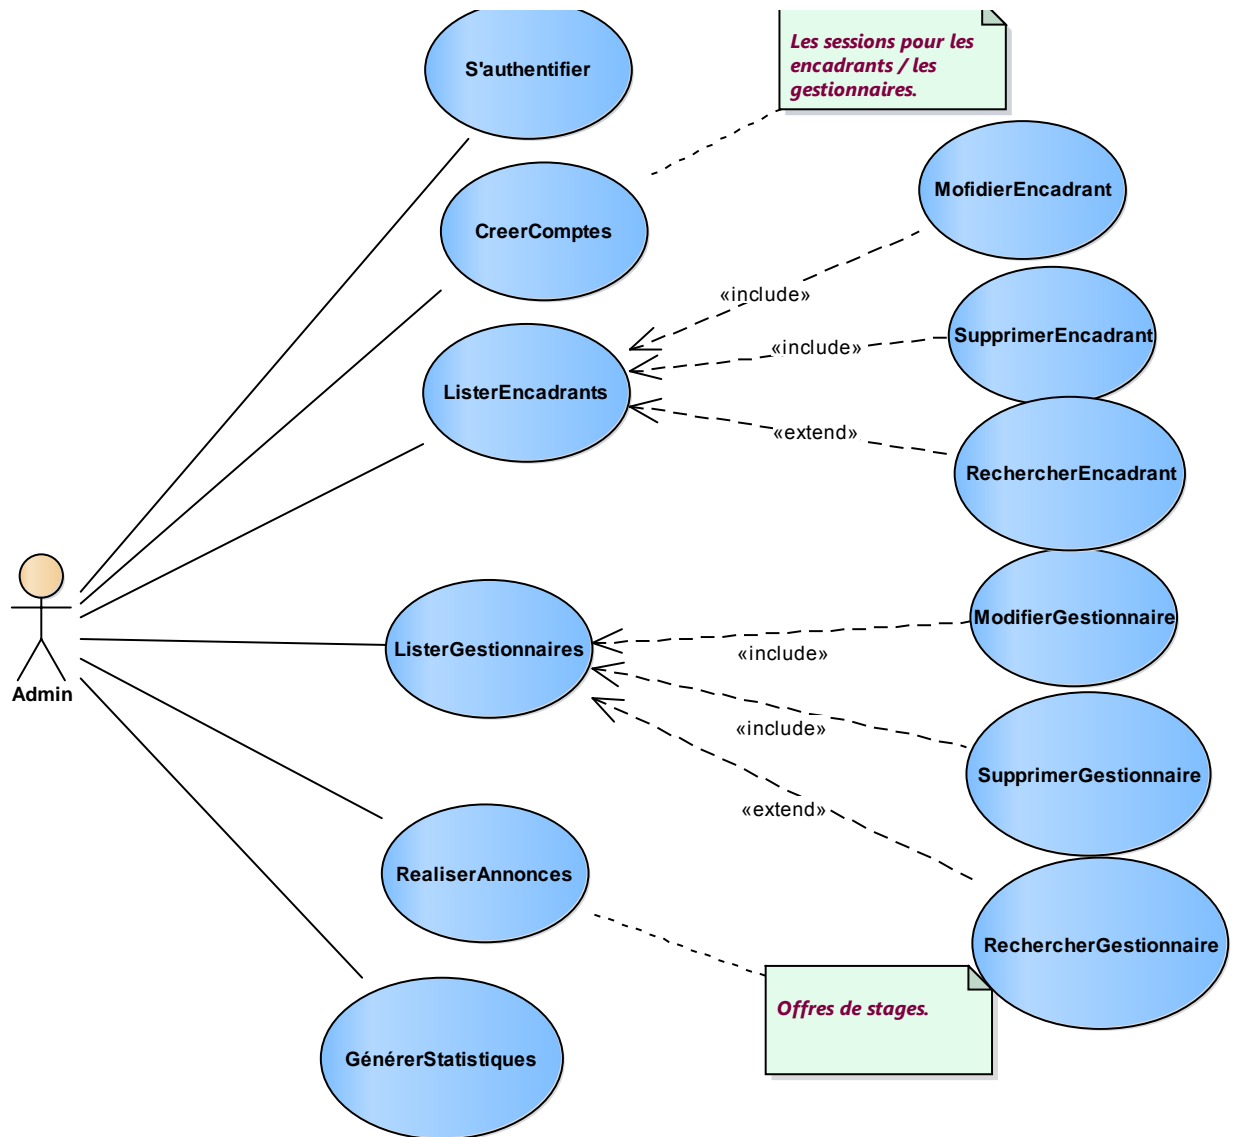 S'authentifier
Les sessions pour les
encadrants / les
gestionnaires.
CreerComptes
MofidierEncadrant
«include»
SupprimerEncadrant
«include»
ListerEncadrants
«extend»
RechercherEncadrant
Admin
ListerGestionnaires
ModifierGestionnaire
«include»
«include»
SupprimerGestionnaire
«extend»
RealiserAnnonces
RechercherGestionnaire
Offres de stages.
GénérerStatistiques